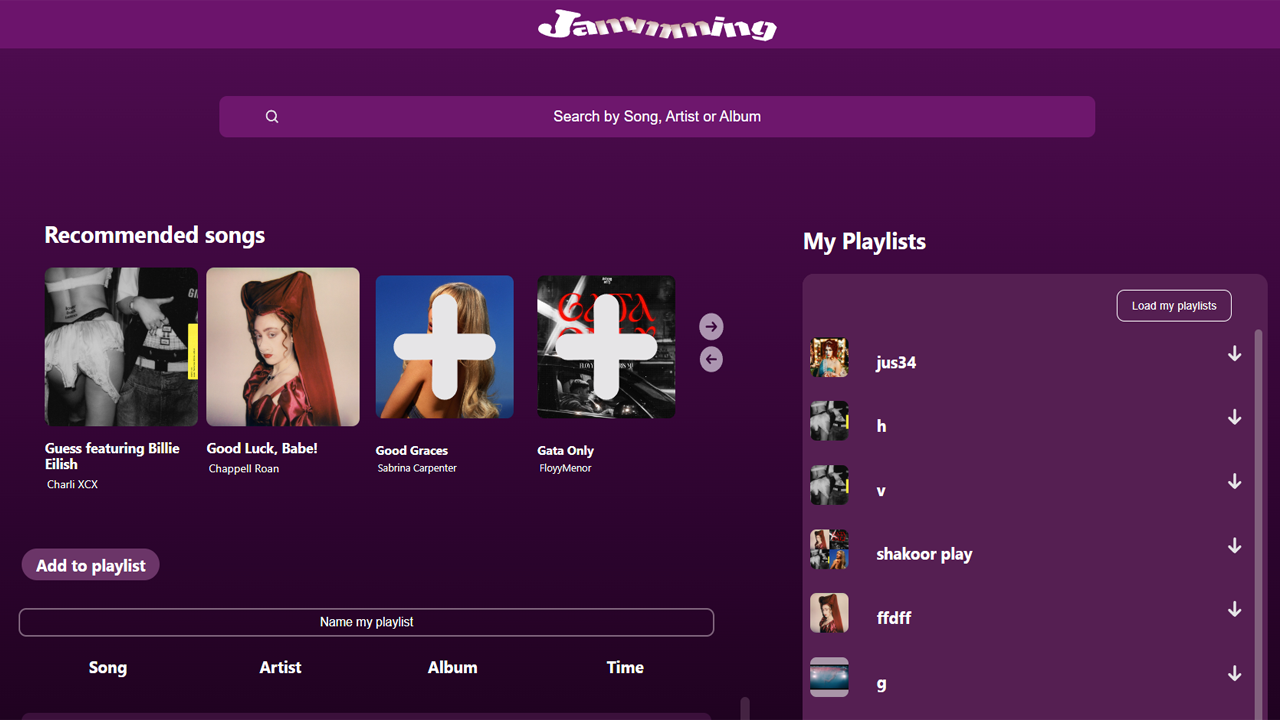 Jammming
Search by Song, Artist or Album
Recommended songs
Guess featuring Billie
Eilish
Charli XCX
Good Luck, Babe!
Chappell Roan
GATA
ONLY
Good Graces
Sabrina Carpenter
Gata Only
FloyyMenor
Add to playlist
Name my playlist
Song Artist Album Time
My Playlists
Load my playlists
jus34
h
v
shakoor play
ffdff
g